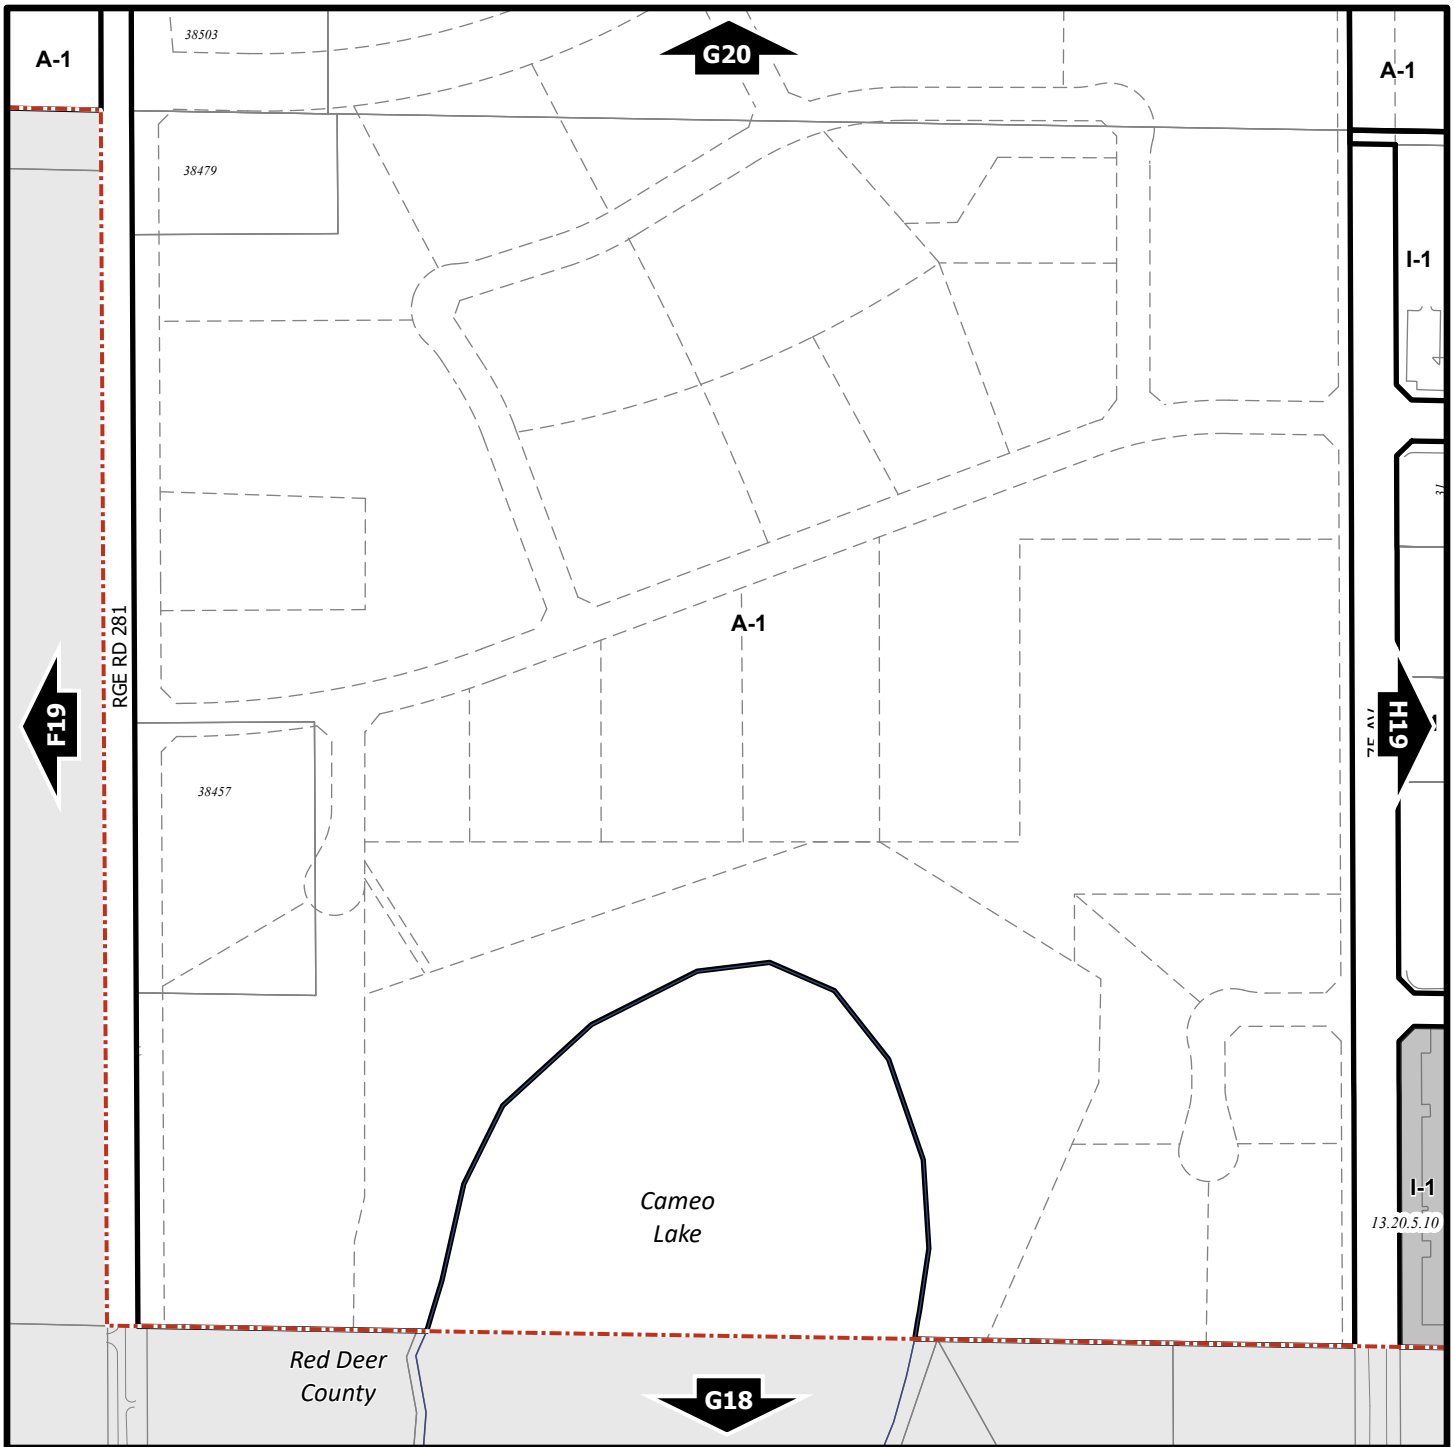 38503
A-1
G20
A-1
38479
I-1
RGE RD 281
A-1
F19
H19
38457
Cameo
Lake
I-1
13.20.5.10
Red Deer
County
G18